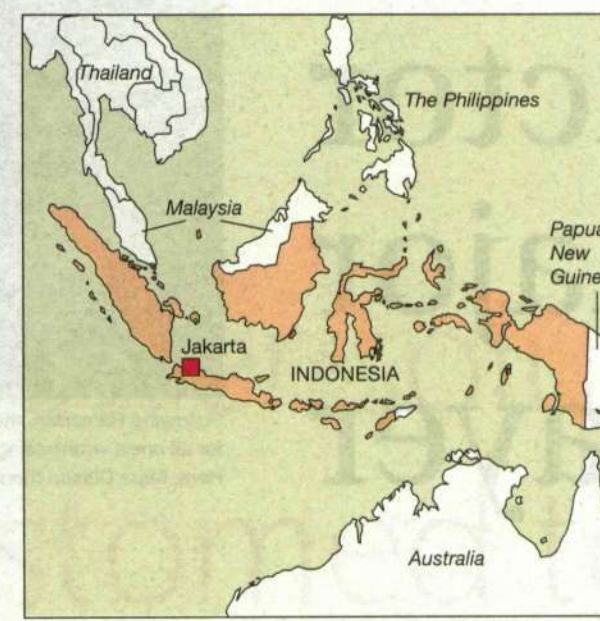 Thailand
The Philippines
Malaysia
Papua
New
Guine
Jakarta
INDONESIA
Australia